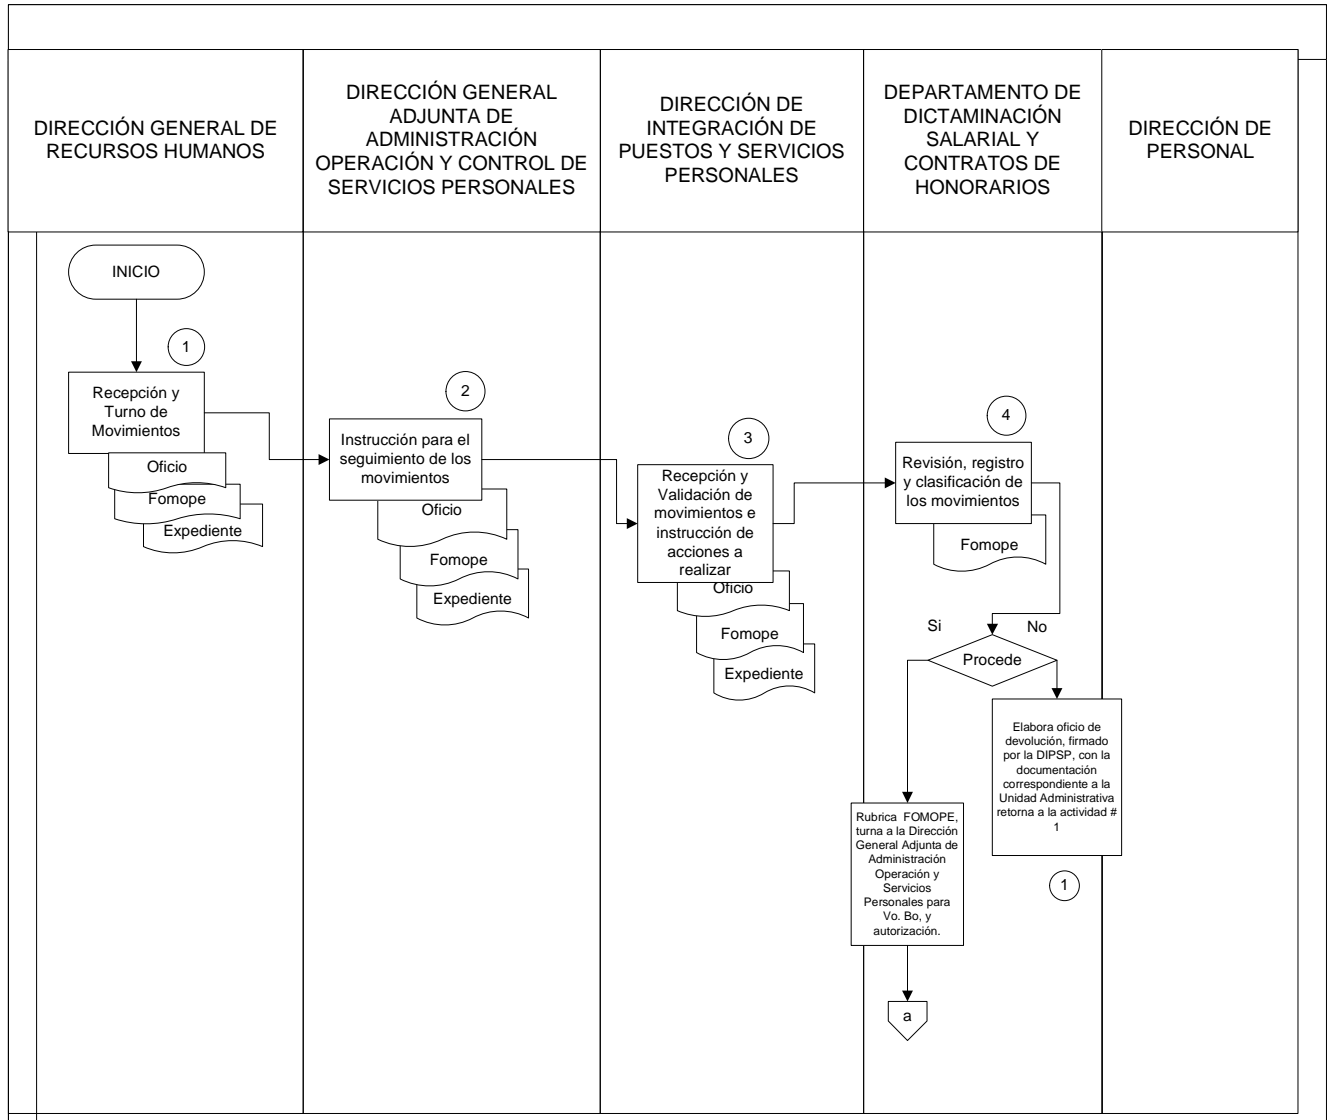 DIRECCIÓN GENERAL DE
RECURSOS HUMANOS
DIRECCIÓN GENERAL
ADJUNTA DE
ADMINISTRACIÓN
OPERACIÓN Y CONTROL DE
SERVICIOS PERSONALES
DIRECCIÓN DE
INTEGRACIÓN DE
PUESTOS Y SERVICIOS
PERSONALES
DEPARTAMENTO DE
DICTAMINACIÓN
SALARIAL Y
CONTRATOS DE
HONORARIOS
DIRECCIÓN DE
PERSONAL
INICIO
1
Recepción y
Turno de
Movimientos
Oficio
Fomope
Expediente
2
Instrucción para el
seguimiento de los
movimientos
Oficio
Fomope
Expediente
3
Recepción y
Validación de
movimientos e
instrucción de
acciones a
realizar
Oficio
Fomope
Expediente
4
Revisión, registro
y clasificación de
los movimientos
Fomope
Si
No
Procede
Elabora oficio de
devolución, firmado
por la DIPSP, con la
documentación
correspondiente a la
Unidad Administrativa
retorna a la actividad #
1
1
Rubrica FOMOPE,
turna a la Dirección
General Adjunta de
Administración
Operación y
Servicios
Personales para
Vo. Bo, y
autorización.
a